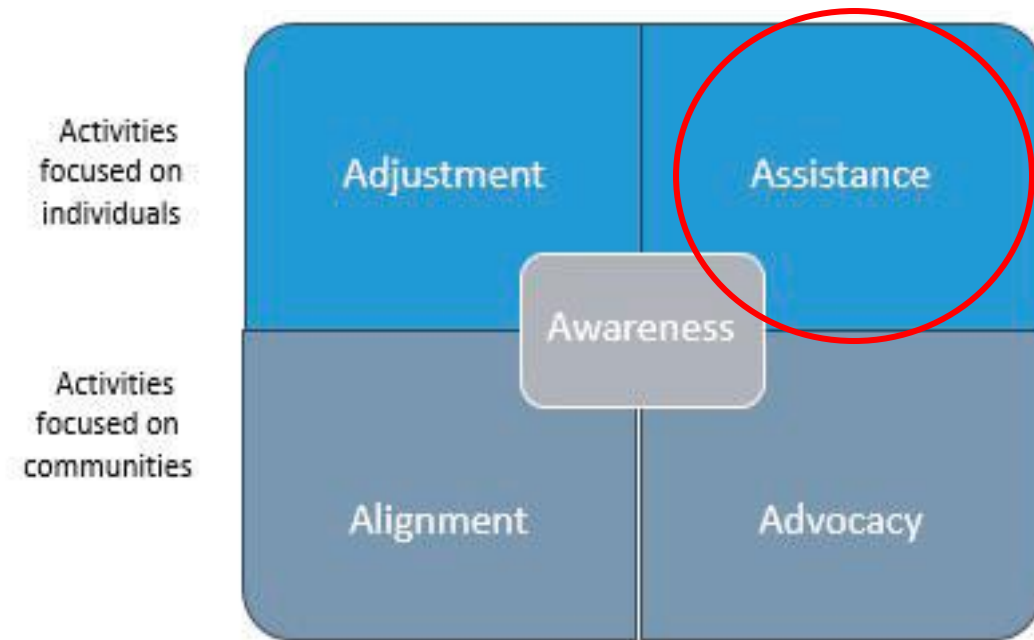 Activities
focused on
individuals
Adjustment
Assistance
Awareness
Activities
focused on
communities
Alignment
Advocacy